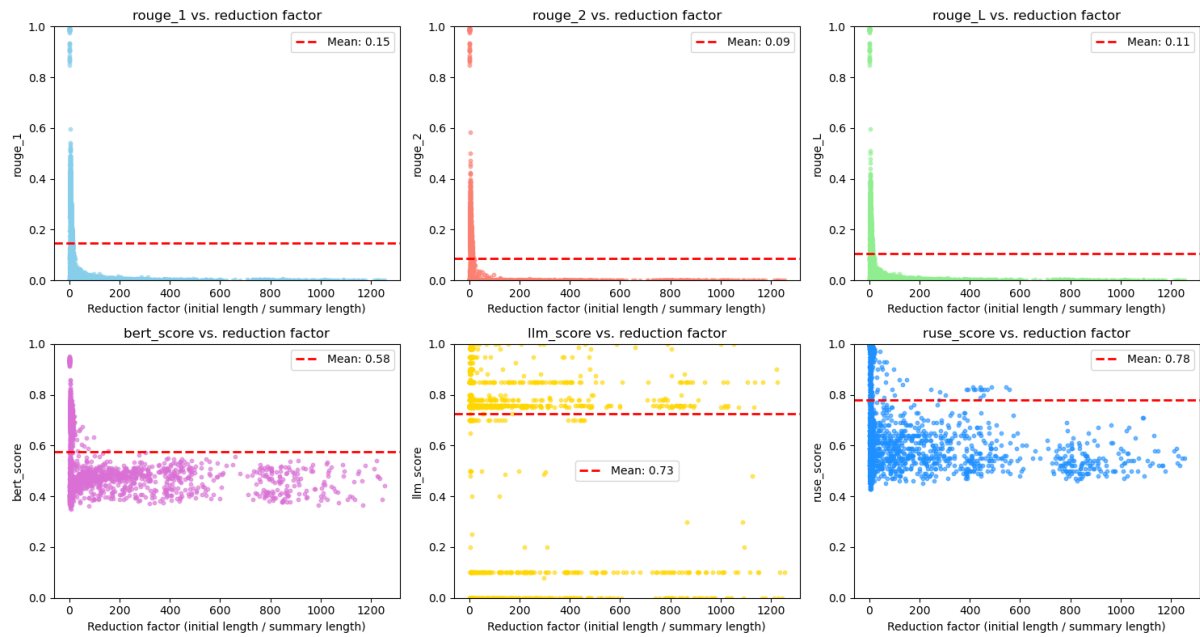 rouge_1 vs. reduction factor
1.0
0.8
0.6
0.4
0.2
0.0
rouge_1
Mean: 0.15
0 200 400 600 800 1000 1200
Reduction factor (initial length / summary length)
rouge_2 vs. reduction factor
1.0
0.8
0.6
0.4
0.2
0.0
rouge_2
Mean: 0.09
0 200 400 600 800 1000 1200
Reduction factor (initial length / summary length)
rouge_L vs. reduction factor
1.0
0.8
0.6
0.4
0.2
0.0
rouge_L
Mean: 0.11
0 200 400 600 800 1000 1200
Reduction factor (initial length / summary length)
bert_score vs. reduction factor
1.0
0.8
0.6
0.4
0.2
0.0
bert_score
Mean: 0.58
0 200 400 600 800 1000 1200
Reduction factor (initial length / summary length)
llm_score vs. reduction factor
1.0
0.8
0.6
0.4
0.2
0.0
llm_score
Mean: 0.73
0 200 400 600 800 1000 1200
Reduction factor (initial length / summary length)
ruse_score vs. reduction factor
1.0
0.8
0.6
0.4
0.2
0.0
ruse_score
Mean: 0.78
0 200 400 600 800 1000 1200
Reduction factor (initial length / summary length)